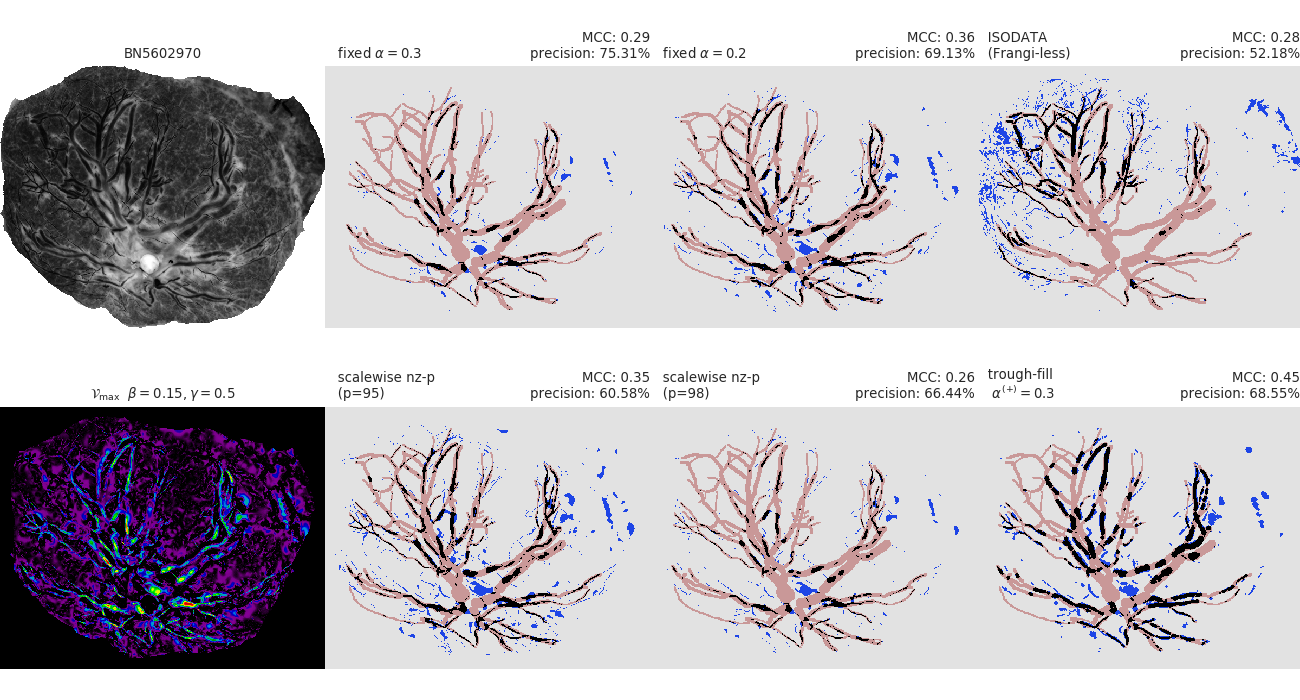 BN5602970
fixed α = 0.3
MCC: 0.29
precision: 75.31%
fixed α = 0.2
MCC: 0.36
precision: 69.13%
ISODATA
(Frangi-less)
MCC: 0.28
precision: 52.18%
𝒱max β = 0.15, γ = 0.5
scalewise nz-p
(p=95)
MCC: 0.35
precision: 60.58%
scalewise nz-p
(p=98)
MCC: 0.26
precision: 66.44%
trough-fill
α(+) = 0.3
MCC: 0.45
precision: 68.55%